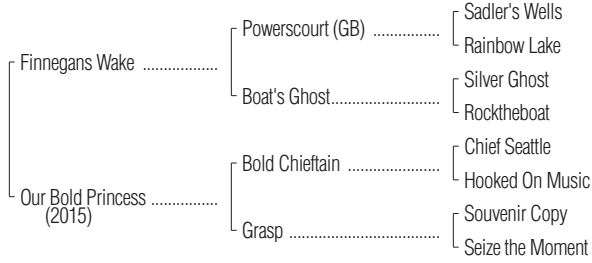 Sadler's Wells
Powerscourt (GB) ................
Rainbow Lake
Finnegans Wake ..................
Silver Ghost
Boat's Ghost..........................
Rocktheboat
Chief Seattle
Bold Chieftain ......................
Hooked On Music
Our Bold Princess ................
(2015)
Souvenir Copy
Grasp ....................................
Seize the Moment